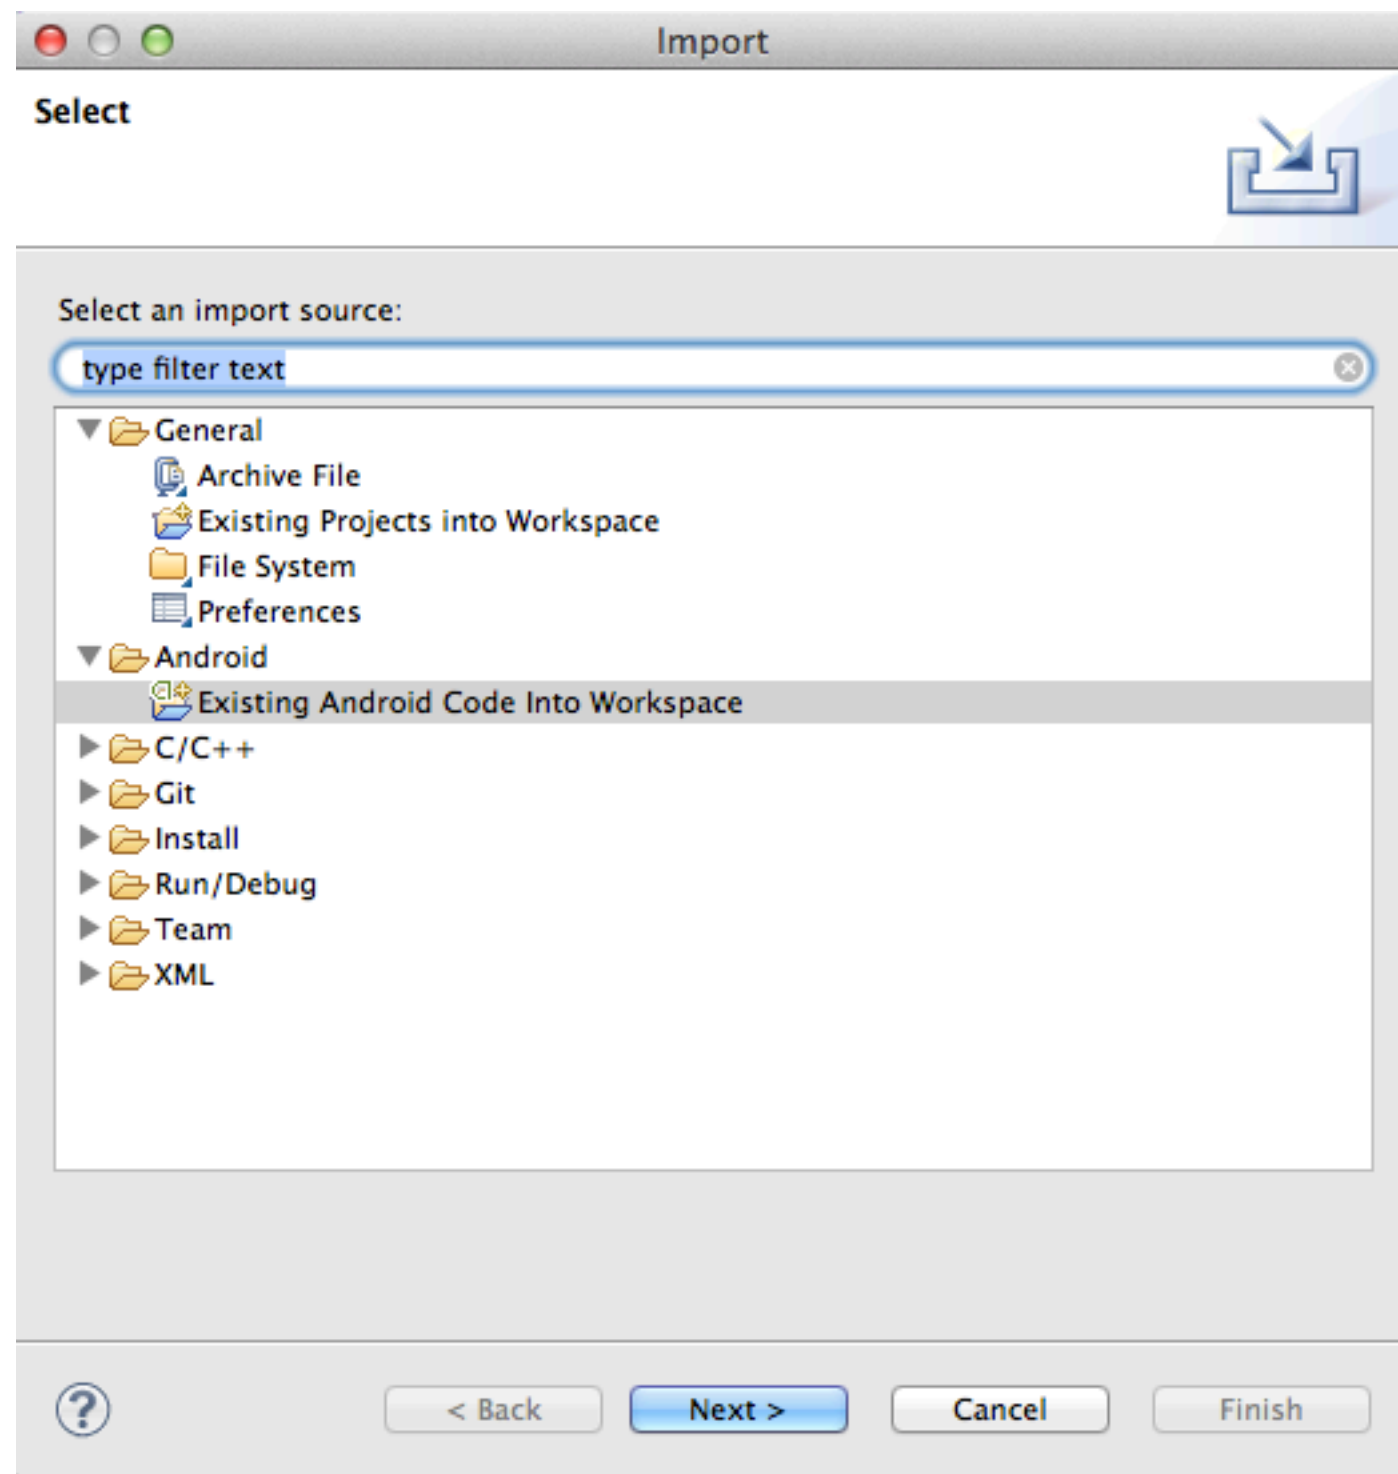 Import
Select
Select an import source:
type filter text
General
Archive File
Existing Projects into Workspace
File System
Preferences
Android
Existing Android Code Into Workspace
C/C++
Git
Install
Run/Debug
Team
XML
? < Back Next > Cancel Finish